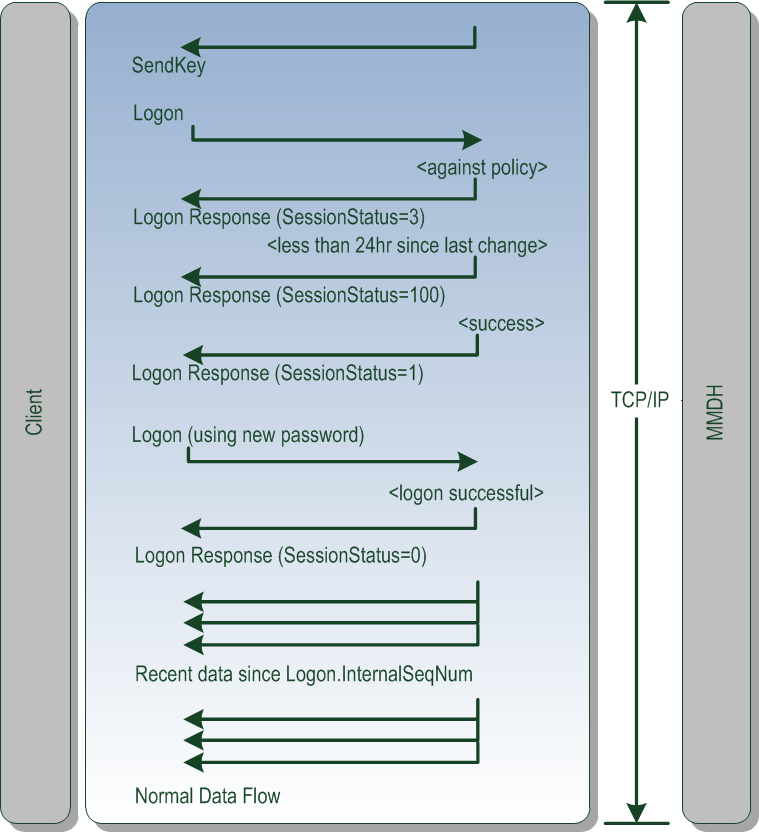 SendKey
Logon
<against policy>
Logon Response (SessionStatus=3)
<less than 24hr since last change>
Logon Response (SessionStatus=100)
<success>
Logon Response (SessionStatus=1)
Client
TCP/IP
MMDH
Logon (using new password)
<logon successful>
Logon Response (SessionStatus=0)
Recent data since Logon.InternalSeqNum
Normal Data Flow